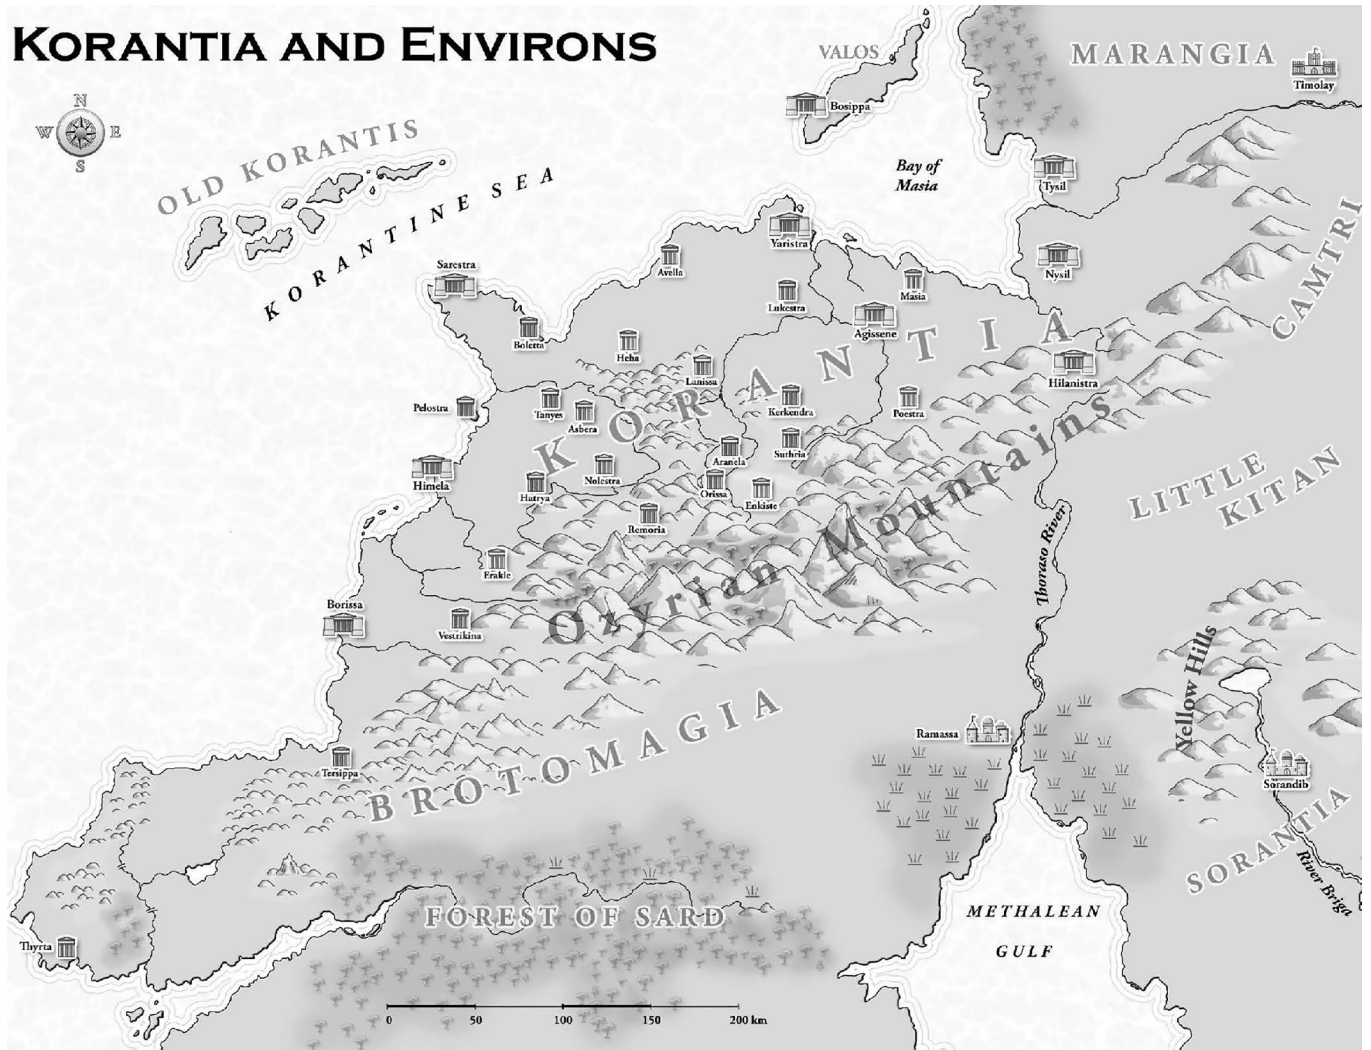 KORANTIA AND ENVIRONS
VALOS
MARANGIA
Timolay
Bosippa
N
W E
S
OLD KORANTIS
KORANTINE SEA
Bay of
Masia
Tysil
CAMTRI
Yaristra
Nysil
Avella
Sarestra
Masia
Lukestra
Agissene
Boletta
Heha
KORANTIA
Lanissa
Hilanistra
Pelostra
Tanyes
Asbera
Kerkendra
Poestra
Suthria
Aranela
Himela
Hatrya
Nolestra
Orissa
Enkiste
Remoria
Ozyrian Mountains
LITTLE
KITAN
Thoraso River
Erakle
Borissa
Vestrikina
Yellow Hills
Ramassa
Tersippa
BROTOMAGIA
Sorandib
SORANTIA
River Briga
FOREST OF SARD
METHALEAN
GULF
Thyrta
0 50 100 150 200 km